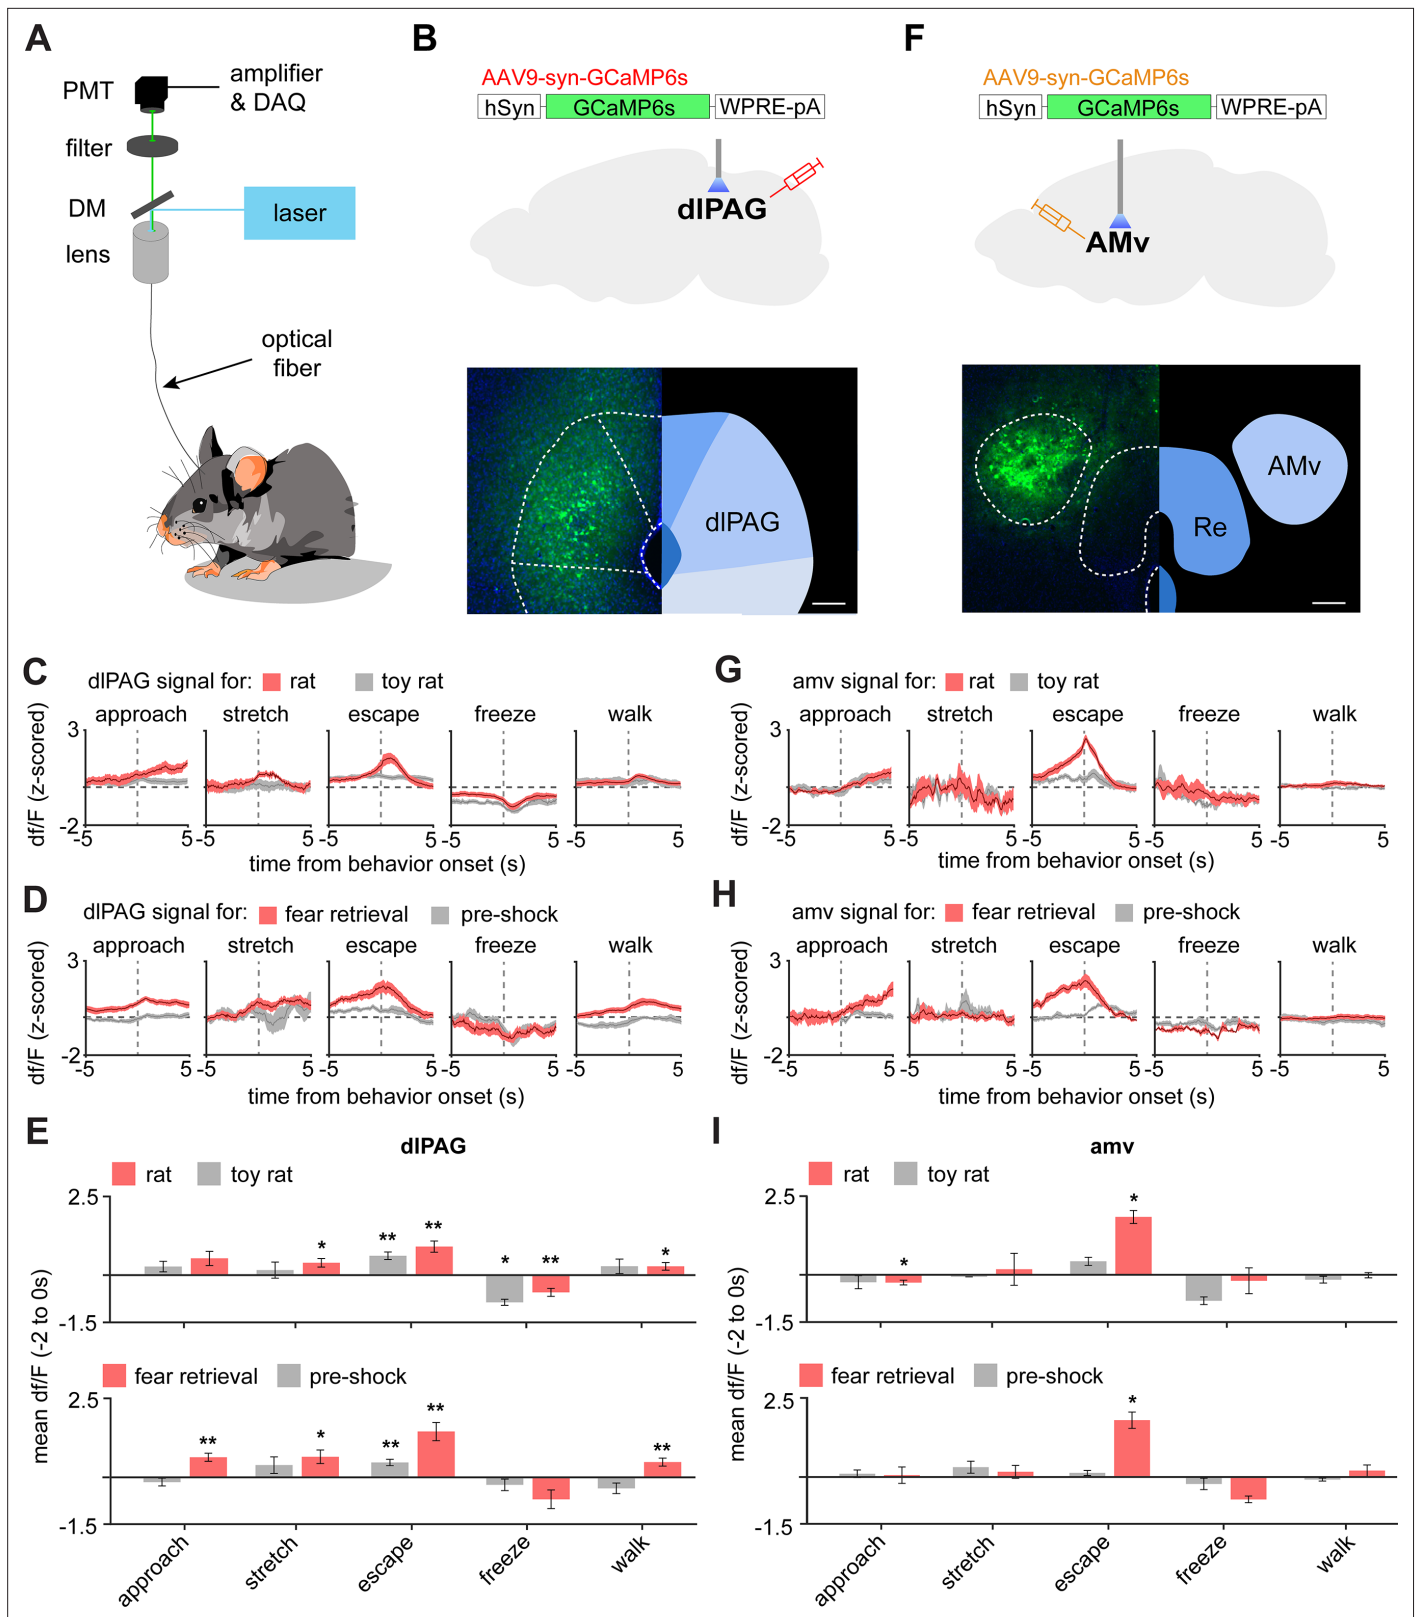 A
PMT
amplifier
& DAQ
filter
DM
laser
lens
optical
fiber
B
AAV9-syn-GCaMP6s
hSyn GCaMP6s WPRE-pA
dlPAG
dlPAG
F
AAV9-syn-GCaMP6s
hSyn GCaMP6s WPRE-pA
AMv
AMv
Re
C
dlPAG signal for: rat toy rat
approach stretch escape freeze walk
df/F (z-scored)
3
-2
-5 5 -5 5 -5 5 -5 5 -5 5
time from behavior onset (s)
G
amv signal for: rat toy rat
approach stretch escape freeze walk
df/F (z-scored)
3
-2
-5 5 -5 5 -5 5 -5 5 -5 5
time from behavior onset (s)
D
dlPAG signal for: fear retrieval pre-shock
approach stretch escape freeze walk
df/F (z-scored)
3
-2
-5 5 -5 5 -5 5 -5 5 -5 5
time from behavior onset (s)
H
amv signal for: fear retrieval pre-shock
approach stretch escape freeze walk
df/F (z-scored)
3
-2
-5 5 -5 5 -5 5 -5 5 -5 5
time from behavior onset (s)
E
dlPAG
rat toy rat
mean df/F (-2 to 0s)
2.5
* ** ** * ** *
-1.5
fear retrieval pre-shock
2.5
** * ** ** **
-1.5
approach stretch escape freeze walk
I
amv
rat toy rat
mean df/F (-2 to 0s)
2.5
* *
-1.5
fear retrieval pre-shock
2.5
*
-1.5
approach stretch escape freeze walk